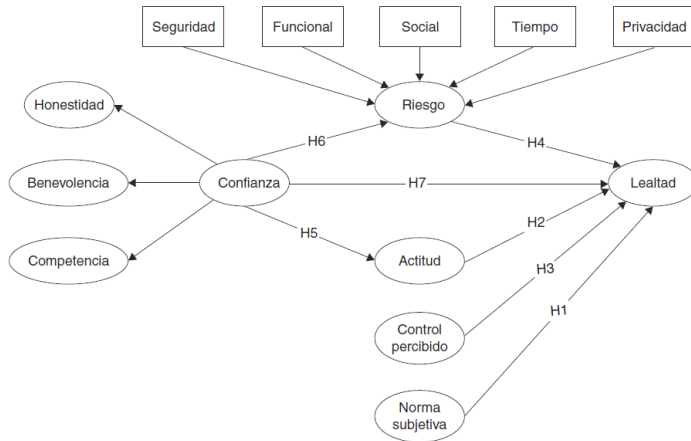 Seguridad
Funcional
Social
Tiempo
Privacidad
Honestidad
Riesgo
H6
H4
Benevolencia
Confianza
H7
Lealtad
H5
H2
Competencia
Actitud
H3
H1
Control
percibido
Norma
subjetiva